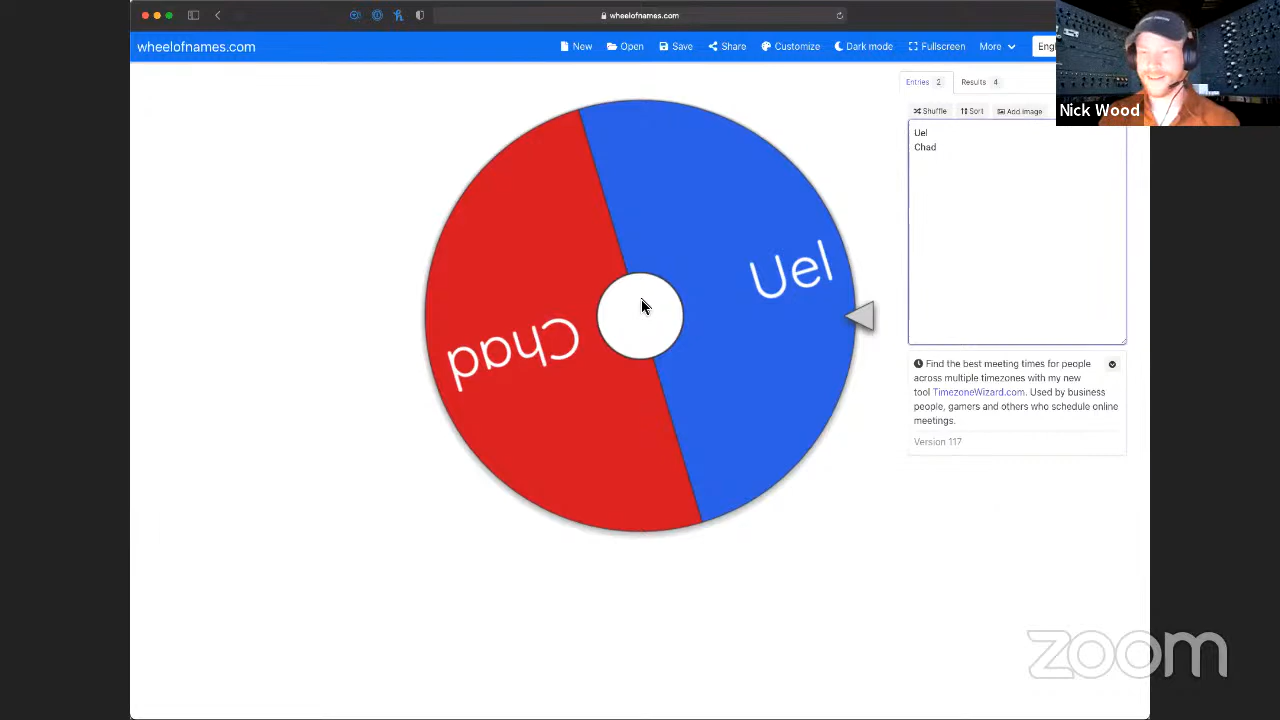 wheelofnames.com
wheelofnames.com
New
Open
Save
Share
Customize
Dark mode
Fullscreen
More
Engl
Nick Wood
Entries 2
Results 4
Shuffle
Sort
Add image
Uel
Chad
Uel
Chad
Find the best meeting times for people
across multiple timezones with my new
tool TimezoneWizard.com. Used by business
people, gamers and others who schedule online
meetings.
Version 117
zoom